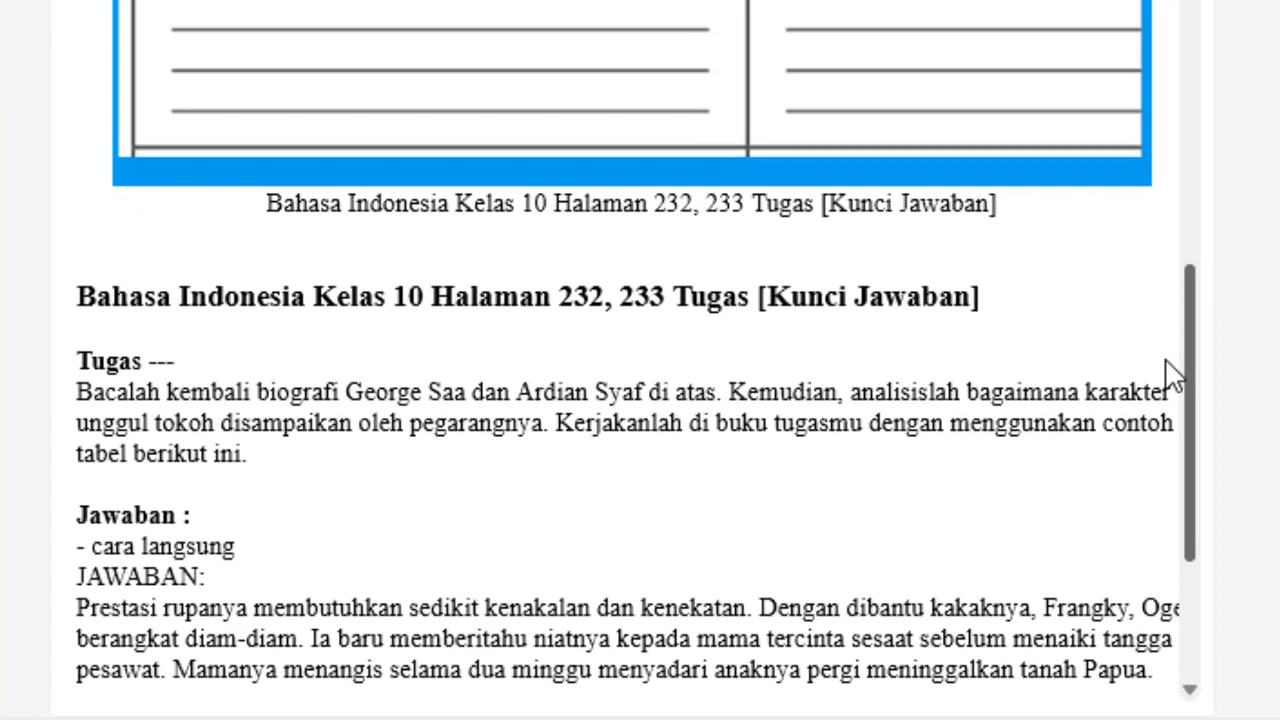 Bahasa Indonesia Kelas 10 Halaman 232, 233 Tugas [Kunci Jawaban]
Bahasa Indonesia Kelas 10 Halaman 232, 233 Tugas [Kunci Jawaban]
Tugas ---
Bacalah kembali biografi George Saa dan Ardian Syaf di atas. Kemudian, analisislah bagaimana karakter
unggul tokoh disampaikan oleh pegarangnya. Kerjakanlah di buku tugasmu dengan menggunakan contoh
tabel berikut ini.
Jawaban :
- cara langsung
JAWABAN:
Prestasi rupanya membutuhkan sedikit kenakalan dan kenekatan. Dengan dibantu kakaknya, Frangky, Oge
berangkat diam-diam. Ia baru memberitahu niatnya kepada mama tercinta sesaat sebelum menaiki tangga
pesawat. Mamanya menangis selama dua minggu menyadari anaknya pergi meninggalkan tanah Papua.